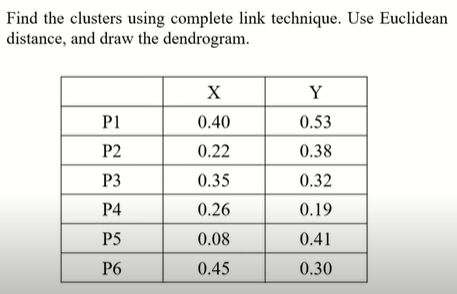 Find the clusters using complete link technique. Use Euclidean
distance, and draw the dendrogram.
X Y
P1 0.40 0.53
P2 0.22 0.38
P3 0.35 0.32
P4 0.26 0.19
P5 0.08 0.41
P6 0.45 0.30